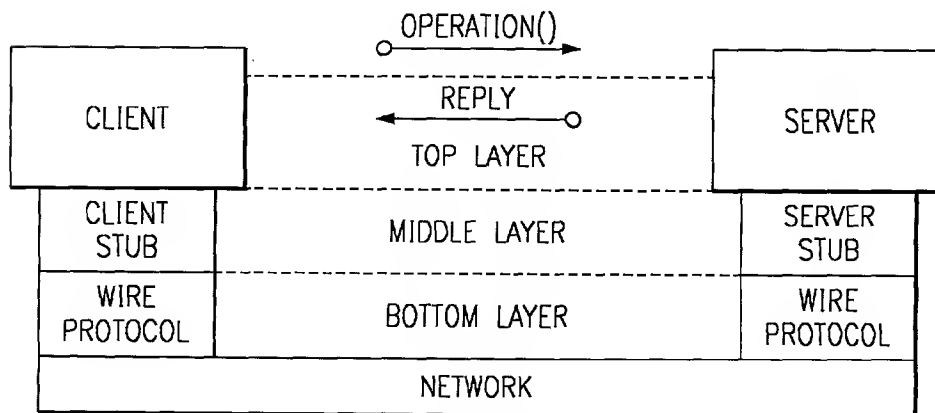 OPERATION()
CLIENT
REPLY
SERVER
TOP LAYER
CLIENT
STUB
MIDDLE LAYER
SERVER
STUB
WIRE
PROTOCOL
BOTTOM LAYER
WIRE
PROTOCOL
NETWORK